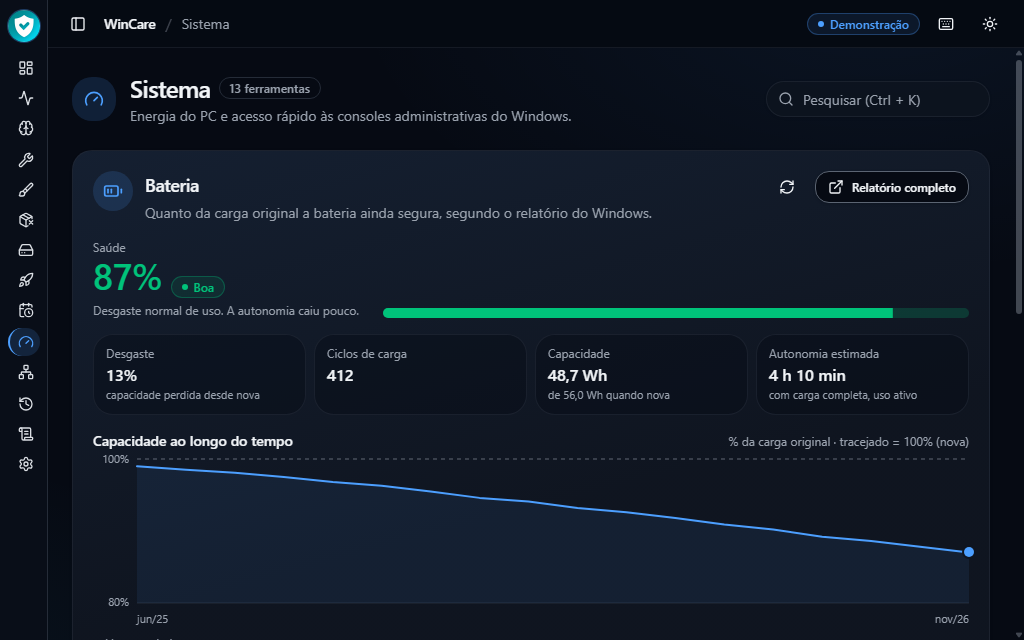 WinCare / Sistema
Demonstração
Sistema
13 ferramentas
Energia do PC e acesso rápido às consoles administrativas do Windows.
Pesquisar (Ctrl + K)
Bateria
Quanto da carga original a bateria ainda segura, segundo o relatório do Windows.
Relatório completo
Saúde
87%
Boa
Desgaste normal de uso. A autonomia caiu pouco.
Desgaste
13%
capacidade perdida desde nova
Ciclos de carga
412
Capacidade
48,7 Wh
de 56,0 Wh quando nova
Autonomia estimada
4 h 10 min
com carga completa, uso ativo
Capacidade ao longo do tempo
% da carga original · tracejado = 100% (nova)
100%
80%
jun/25
nov/26